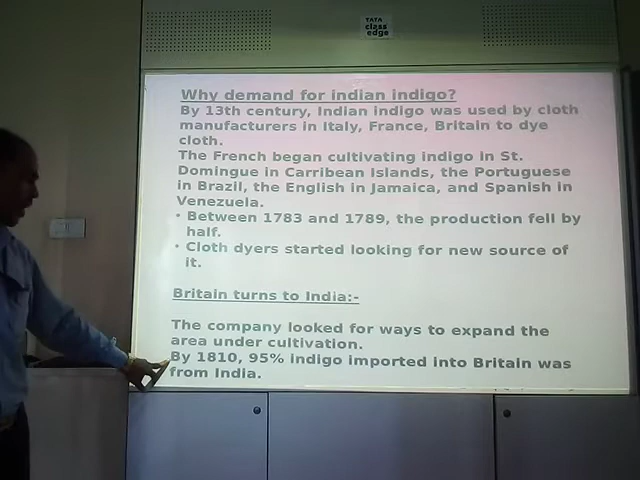 TATA
class
edge
Why demand for indian indigo?
By 13th century, Indian indigo was used by cloth
manufacturers in Italy, France, Britain to dye
cloth.
The French began cultivating indigo in St.
Domingue in Carribean Islands, the Portuguese
in Brazil, the English in Jamaica, and Spanish in
Venezuela.
• Between 1783 and 1789, the production fell by
half.
• Cloth dyers started looking for new source of
it.
Britain turns to India:-
The company looked for ways to expand the
area under cultivation.
By 1810, 95% indigo imported into Britain was
from India.